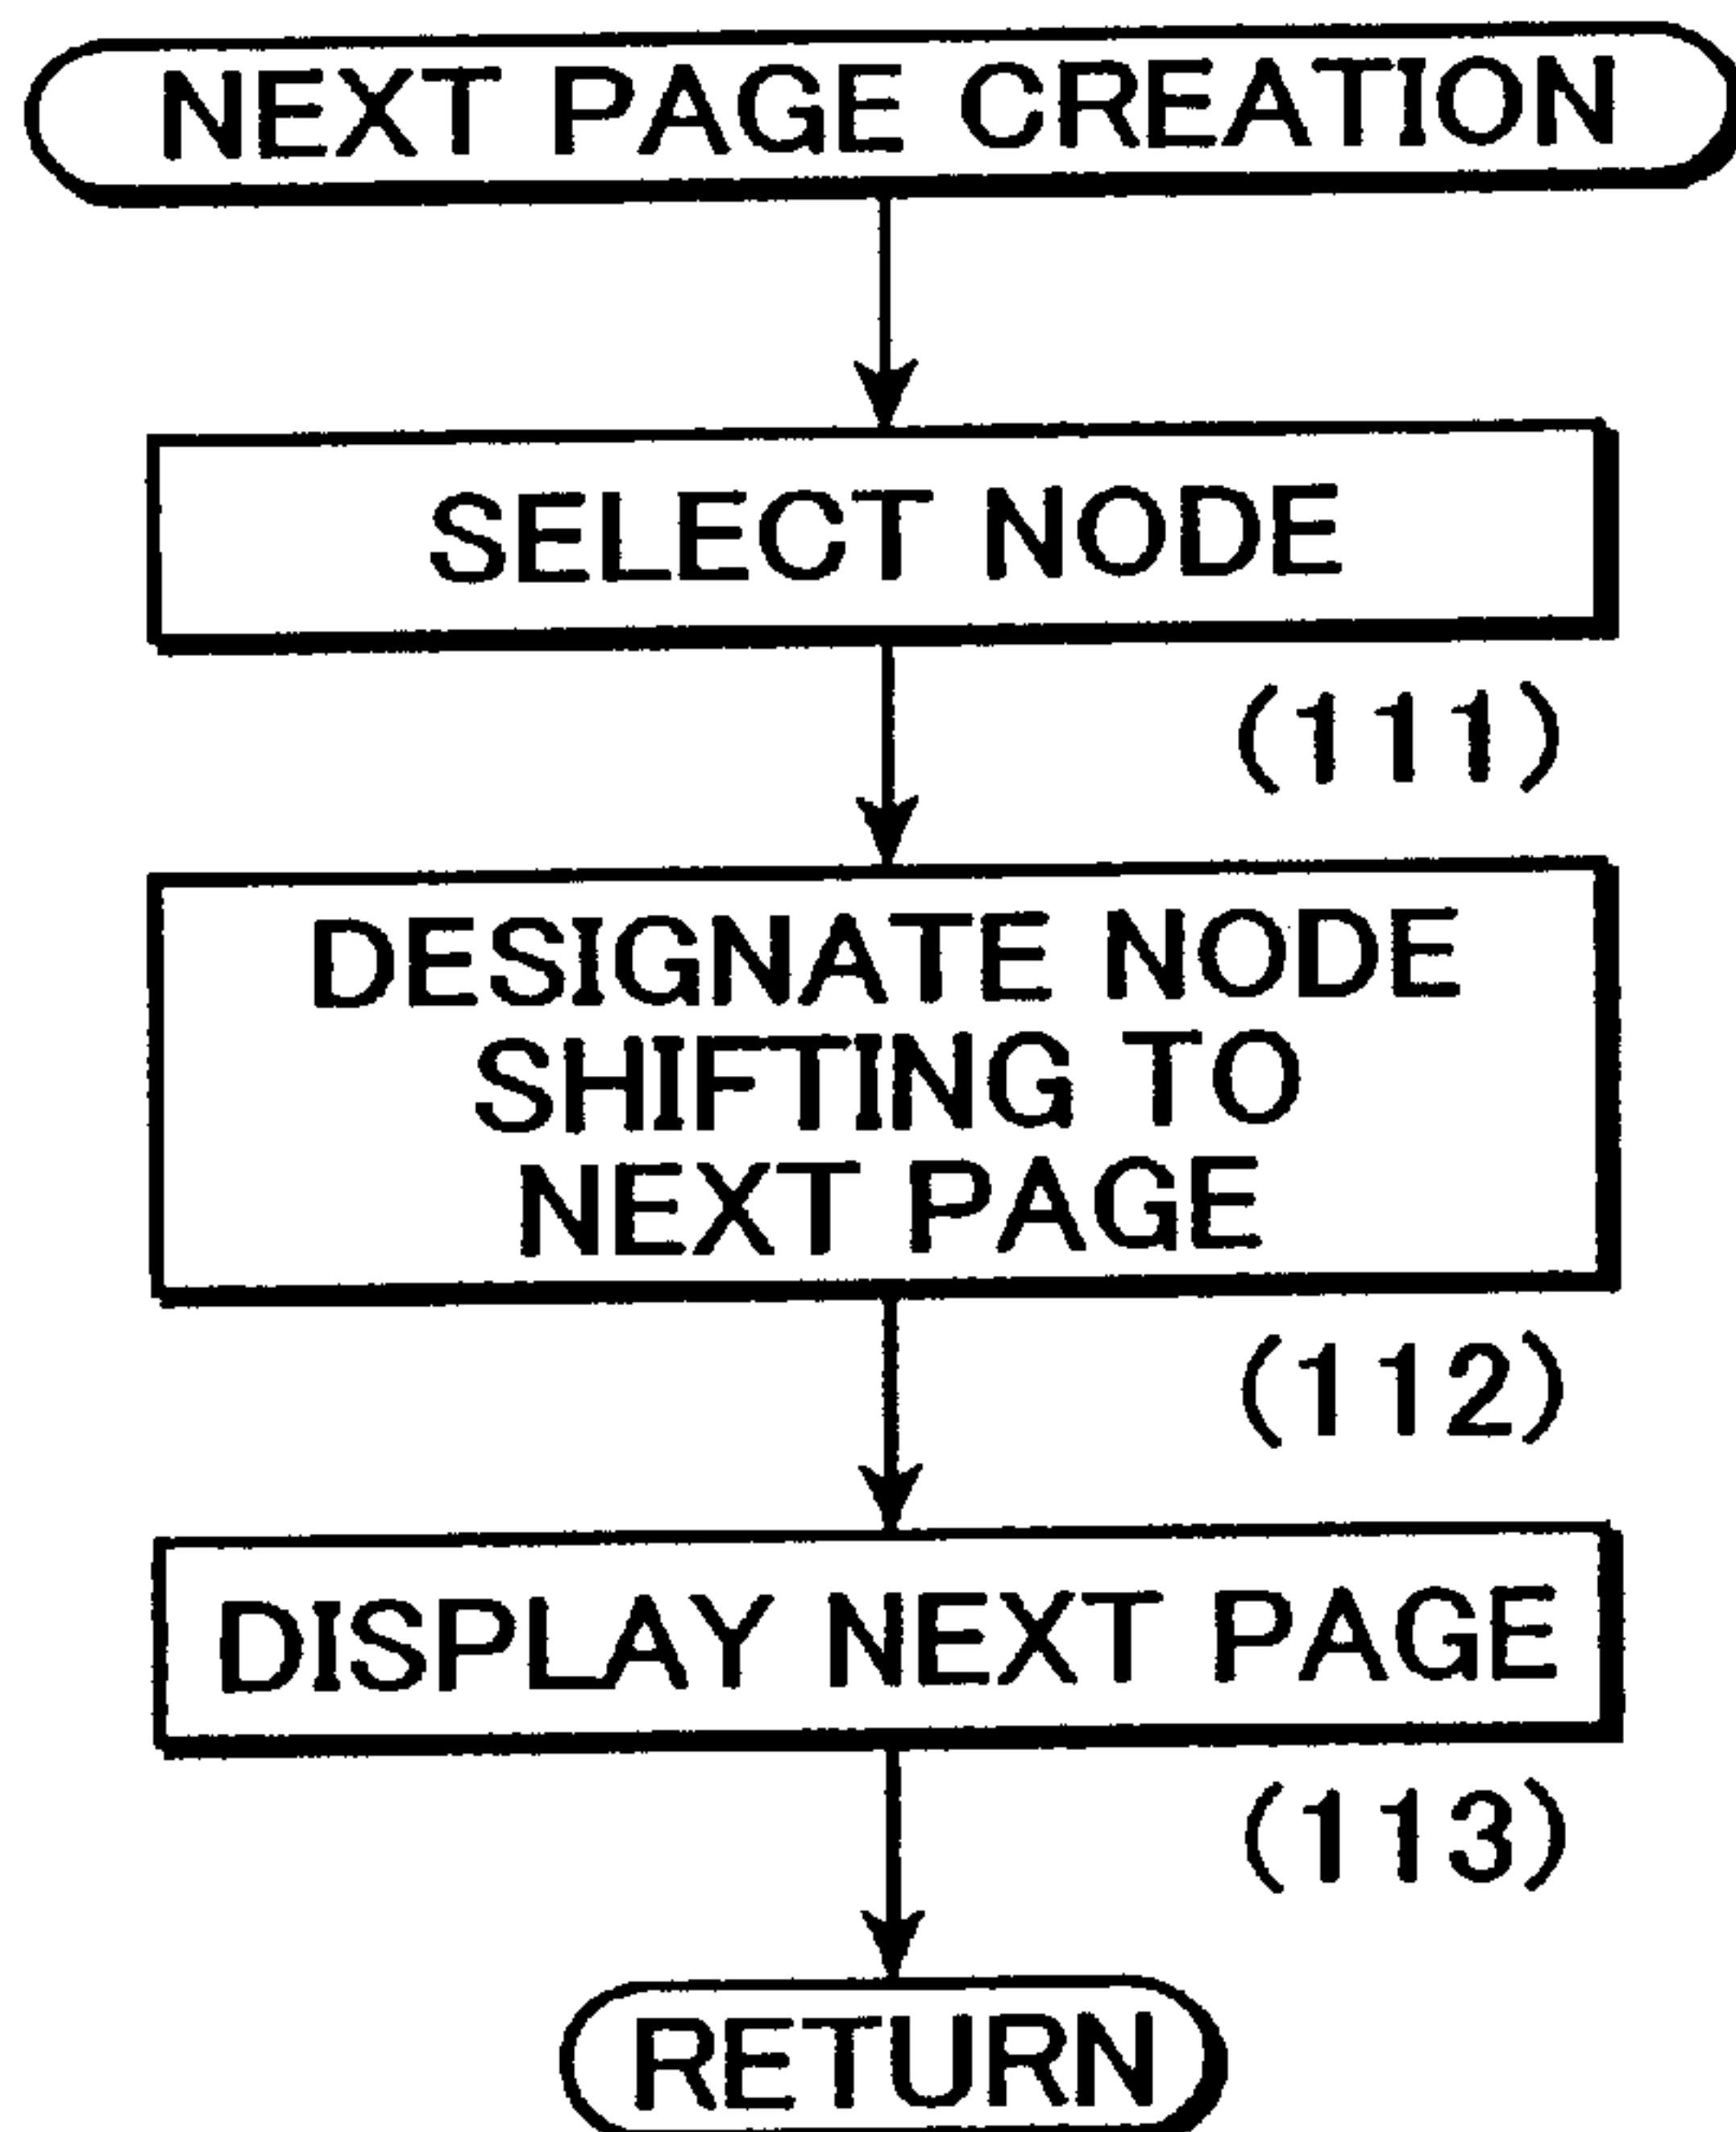 NEXT PAGE CREATION
SELECT NODE
(111)
DESIGNATE NODE
SHIFTING TO
NEXT PAGE
(112)
DISPLAY NEXT PAGE
(113)
RETURN